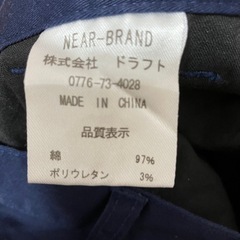 NEAR-BRAND
株式会社 ドラフト
0776-73-4028
MADE IN CHINA
品質表示
綿 97%
ポリウレタン 3%